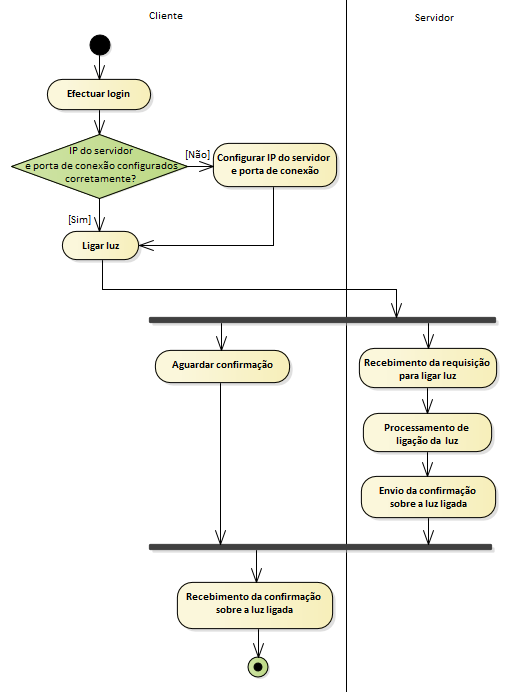 Cliente
Servidor
Efectuar login
IP do servidor
e porta de conexão configurados
corretamente?
[Não]
Configurar IP do servidor
e porta de conexão
[Sim]
Ligar luz
Aguardar confirmação
Recebimento da requisição
para ligar luz
Processamento de
ligação da luz
Envio da confirmação
sobre a luz ligada
Recebimento da confirmação
sobre a luz ligada